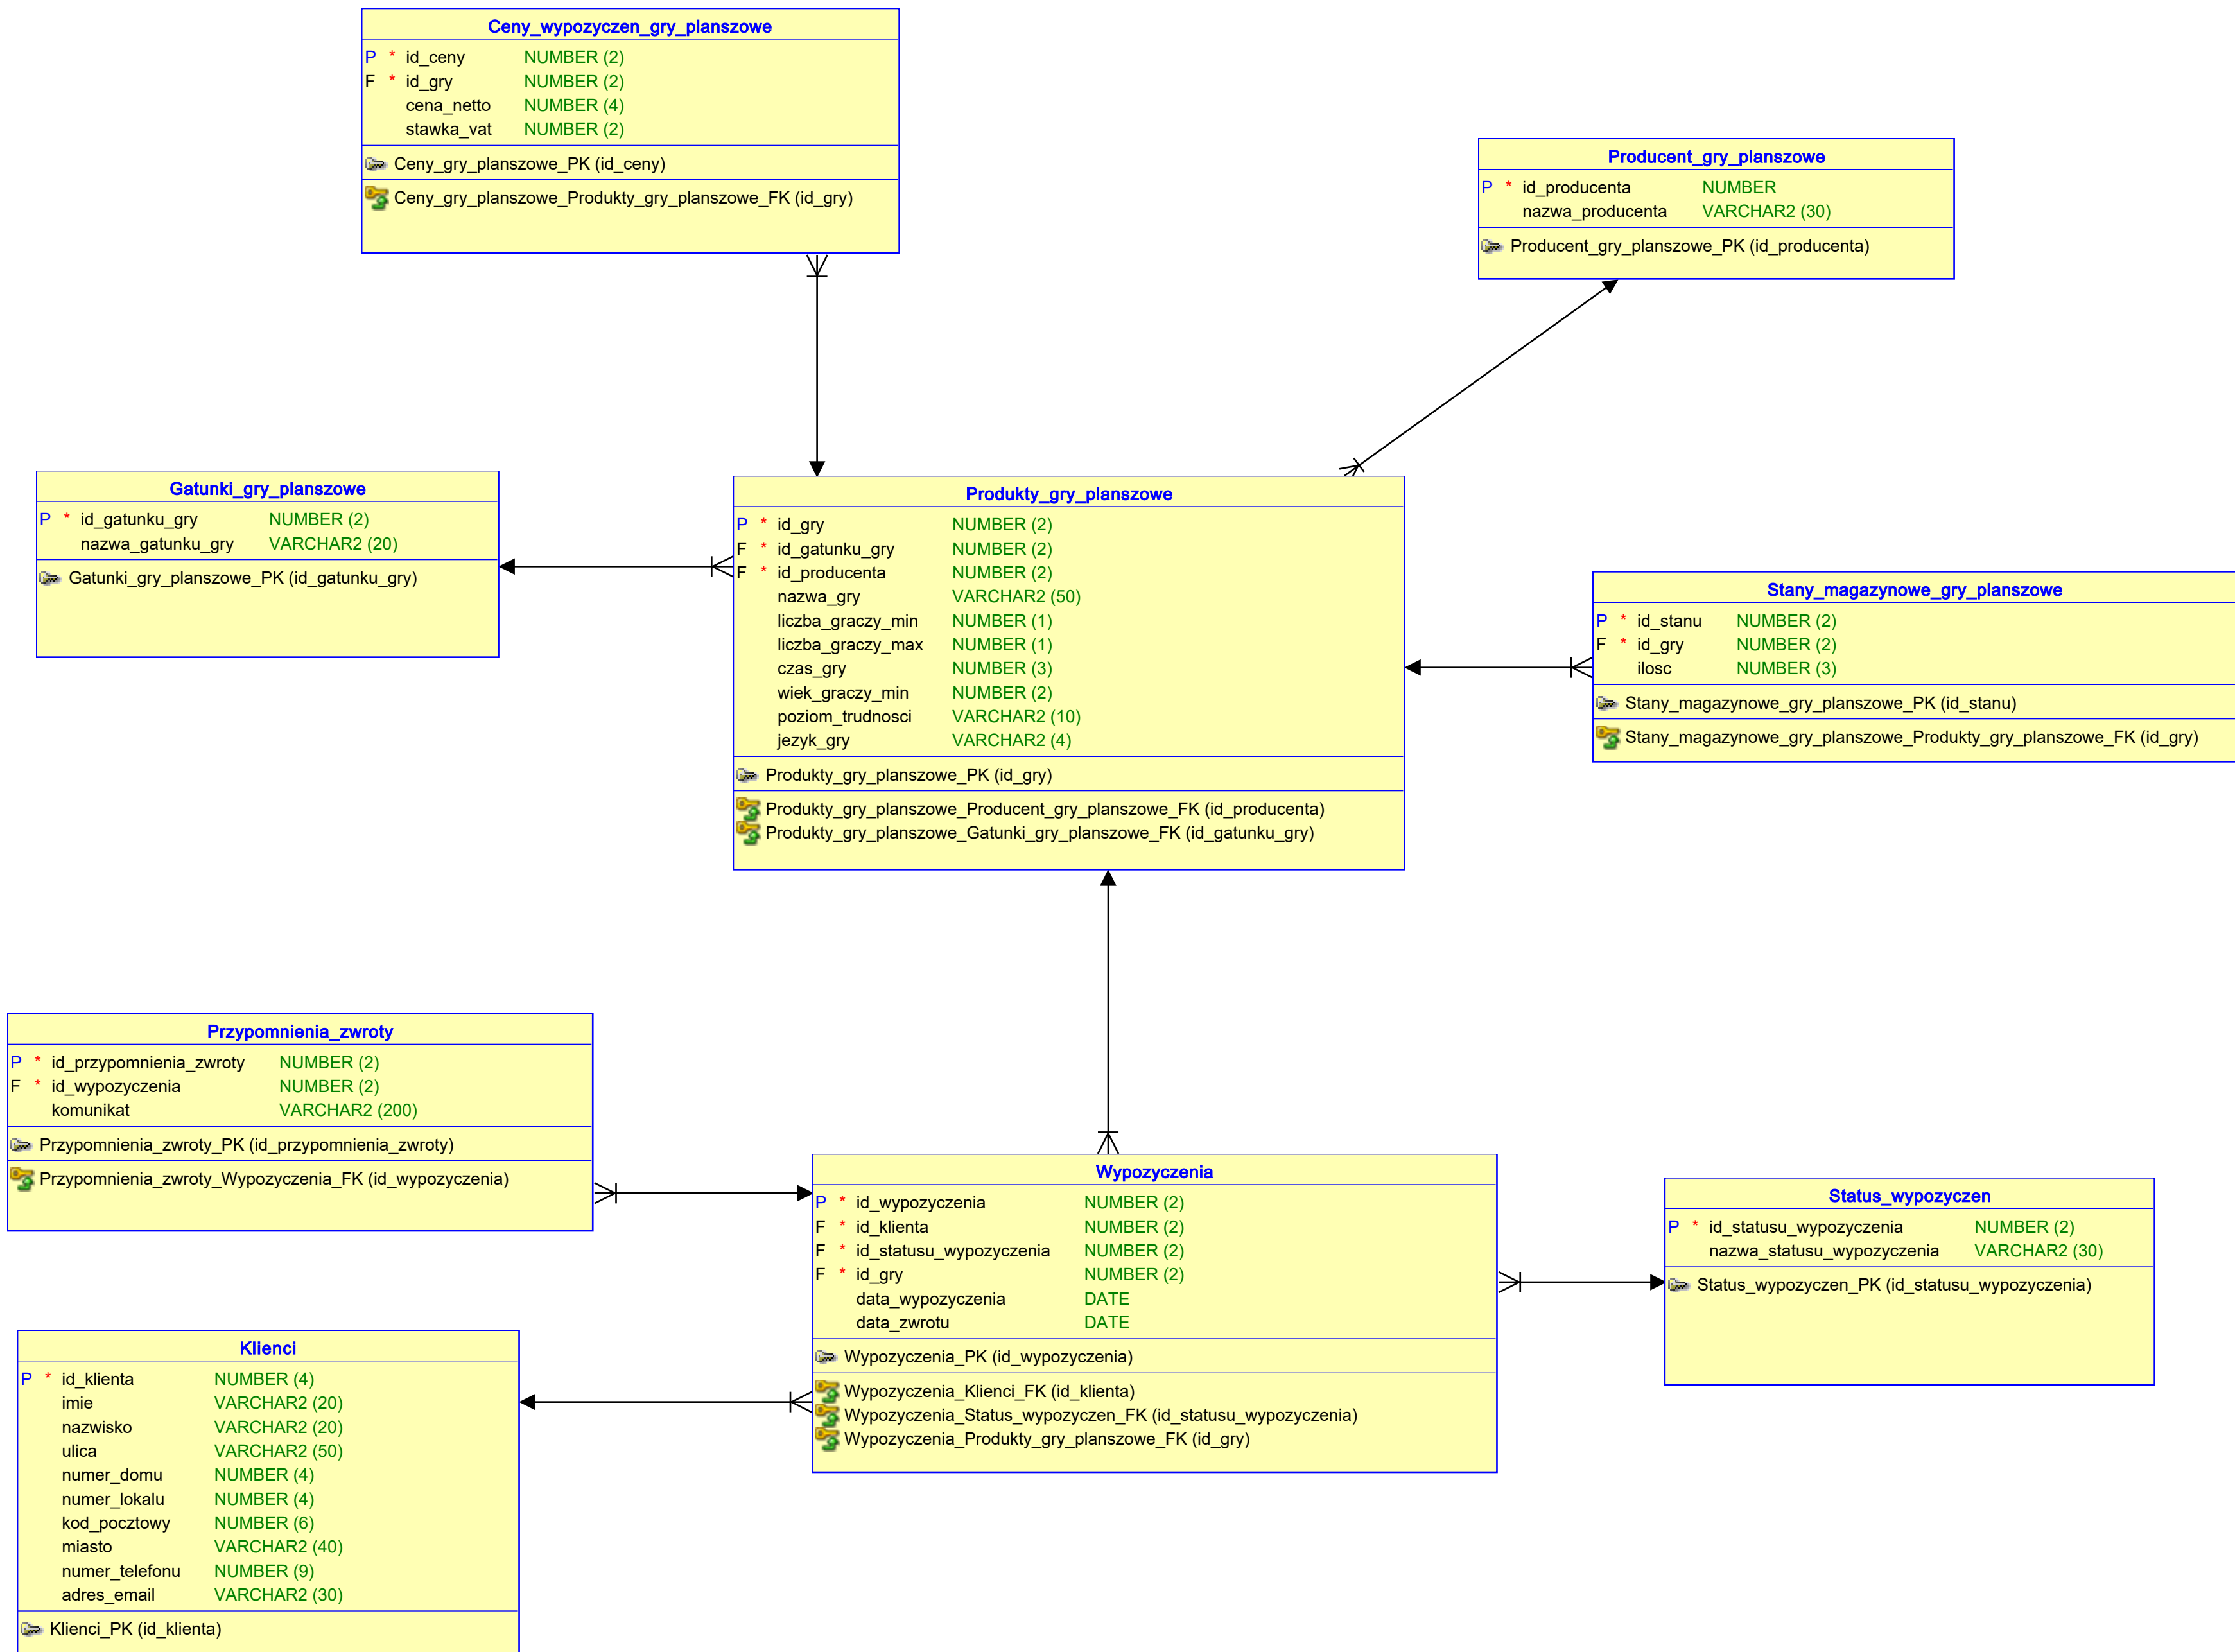 Ceny_wypozyczen_gry_planszowe
P * id_ceny NUMBER (2)
F * id_gry NUMBER (2)
cena_netto NUMBER (4)
stawka_vat NUMBER (2)
Ceny_gry_planszowe_PK (id_ceny)
Ceny_gry_planszowe_Produkty_gry_planszowe_FK (id_gry)
Producent_gry_planszowe
P * id_producenta NUMBER
nazwa_producenta VARCHAR2 (30)
Producent_gry_planszowe_PK (id_producenta)
Gatunki_gry_planszowe
P * id_gatunku_gry NUMBER (2)
nazwa_gatunku_gry VARCHAR2 (20)
Gatunki_gry_planszowe_PK (id_gatunku_gry)
Produkty_gry_planszowe
P * id_gry NUMBER (2)
F * id_gatunku_gry NUMBER (2)
F * id_producenta NUMBER (2)
nazwa_gry VARCHAR2 (50)
liczba_graczy_min NUMBER (1)
liczba_graczy_max NUMBER (1)
czas_gry NUMBER (3)
wiek_graczy_min NUMBER (2)
poziom_trudnosci VARCHAR2 (10)
jezyk_gry VARCHAR2 (4)
Produkty_gry_planszowe_PK (id_gry)
Produkty_gry_planszowe_Producent_gry_planszowe_FK (id_producenta)
Produkty_gry_planszowe_Gatunki_gry_planszowe_FK (id_gatunku_gry)
Stany_magazynowe_gry_planszowe
P * id_stanu NUMBER (2)
F * id_gry NUMBER (2)
ilosc NUMBER (3)
Stany_magazynowe_gry_planszowe_PK (id_stanu)
Stany_magazynowe_gry_planszowe_Produkty_gry_planszowe_FK (id_gry)
Przypomnienia_zwroty
P * id_przypomnienia_zwroty NUMBER (2)
F * id_wypozyczenia NUMBER (2)
komunikat VARCHAR2 (200)
Przypomnienia_zwroty_PK (id_przypomnienia_zwroty)
Przypomnienia_zwroty_Wypozyczenia_FK (id_wypozyczenia)
Wypozyczenia
P * id_wypozyczenia NUMBER (2)
F * id_klienta NUMBER (2)
F * id_statusu_wypozyczenia NUMBER (2)
F * id_gry NUMBER (2)
data_wypozyczenia DATE
data_zwrotu DATE
Wypozyczenia_PK (id_wypozyczenia)
Wypozyczenia_Klienci_FK (id_klienta)
Wypozyczenia_Status_wypozyczen_FK (id_statusu_wypozyczenia)
Wypozyczenia_Produkty_gry_planszowe_FK (id_gry)
Status_wypozyczen
P * id_statusu_wypozyczenia NUMBER (2)
nazwa_statusu_wypozyczenia VARCHAR2 (30)
Status_wypozyczen_PK (id_statusu_wypozyczenia)
Klienci
P * id_klienta NUMBER (4)
imie VARCHAR2 (20)
nazwisko VARCHAR2 (20)
ulica VARCHAR2 (50)
numer_domu NUMBER (4)
numer_lokalu NUMBER (4)
kod_pocztowy NUMBER (6)
miasto VARCHAR2 (40)
numer_telefonu NUMBER (9)
adres_email VARCHAR2 (30)
Klienci_PK (id_klienta)